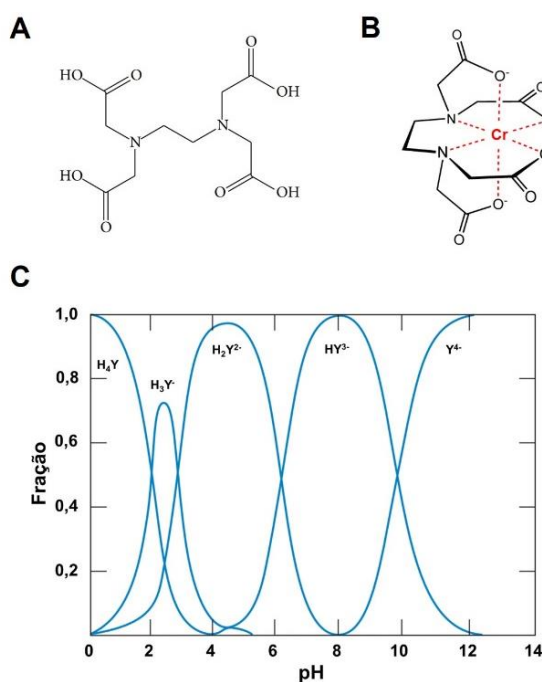 A
B
HO
O
O
OH
N
N
HO
O
O
OH
O
O⁻
O
N
Cr
N
O
O⁻
O
C
1,0
0,8
0,6
0,4
0,2
Fração
H₄Y
H₃Y⁻
H₂Y²⁻
HY³⁻
Y⁴⁻
0 2 4 6 8 10 12 14
pH